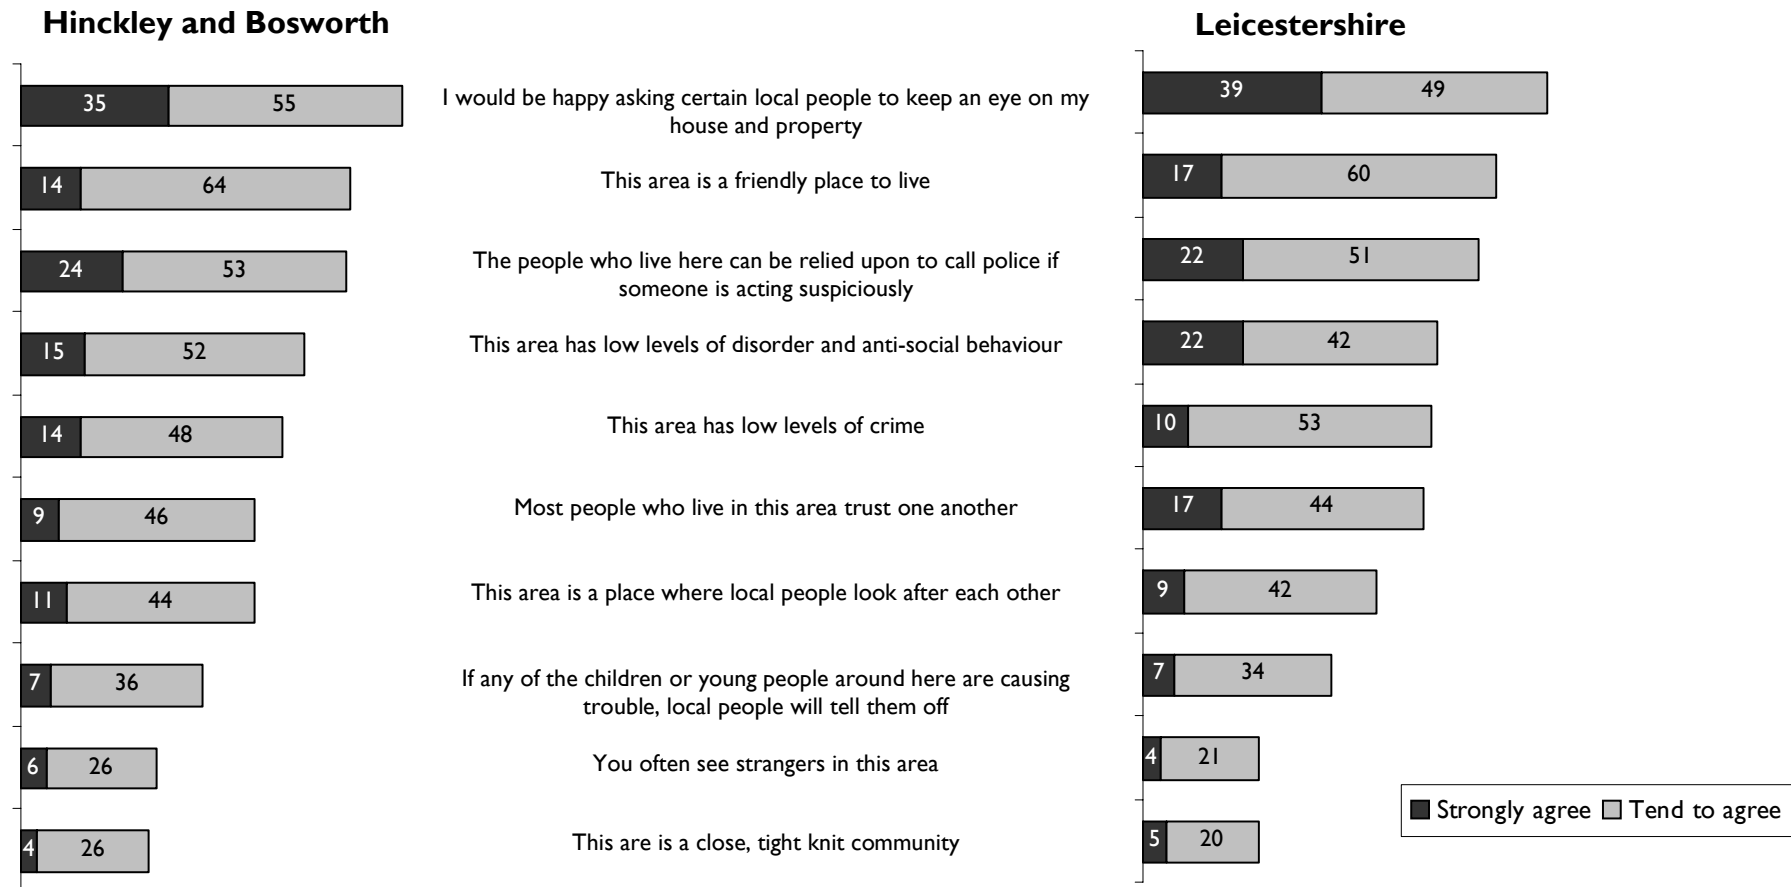 Hinckley and Bosworth
Leicestershire
35 55
I would be happy asking certain local people to keep an eye on my
house and property
39 49
14 64
This area is a friendly place to live
17 60
24 53
The people who live here can be relied upon to call police if
someone is acting suspiciously
22 51
15 52
This area has low levels of disorder and anti-social behaviour
22 42
14 48
This area has low levels of crime
10 53
9 46
Most people who live in this area trust one another
17 44
11 44
This area is a place where local people look after each other
9 42
7 36
If any of the children or young people around here are causing
trouble, local people will tell them off
7 34
6 26
You often see strangers in this area
4 21
4 26
This are is a close, tight knit community
5 20
Strongly agree Tend to agree